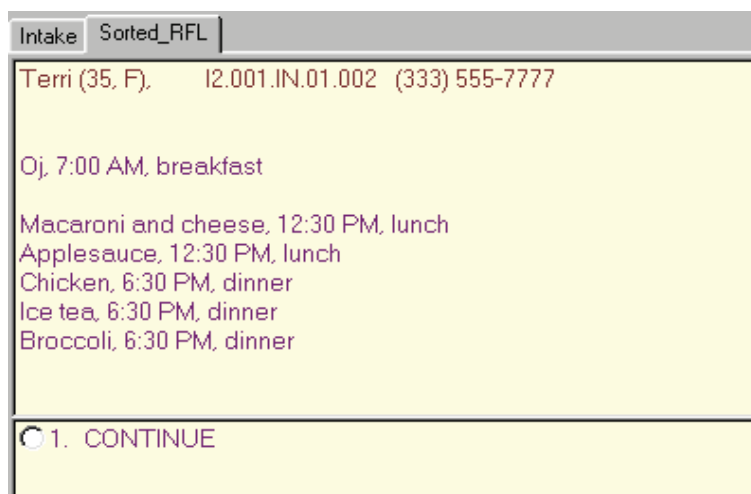 Intake Sorted_RFL
Terri (35, F), I2.001.IN.01.002 (333) 555-7777
Oj, 7:00 AM, breakfast
Macaroni and cheese, 12:30 PM, lunch
Applesauce, 12:30 PM, lunch
Chicken, 6:30 PM, dinner
Ice tea, 6:30 PM, dinner
Broccoli, 6:30 PM, dinner
1. CONTINUE